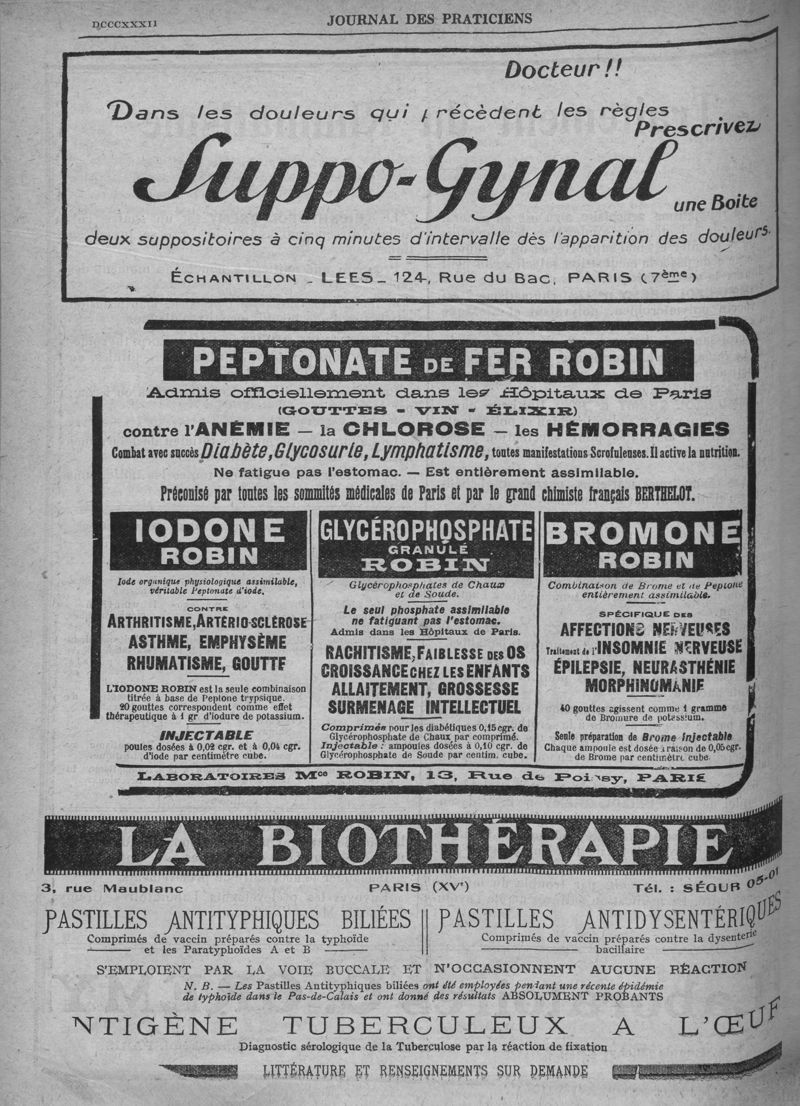 DCCCXXXII
JOURNAL DES PRATICIENS
Docteur !!
Dans les douleurs qui précèdent les règles
Prescrivez
Suppo-Gynal
une Boite
deux suppositoires à cinq minutes d'intervalle dès l'apparition des douleurs.
ÉCHANTILLON _ LEES _ 124, Rue du Bac, PARIS (7ème)
PEPTONATE DE FER ROBIN
Admis officiellement dans les Hôpitaux de Paris
(GOUTTES - VIN - ÉLIXIR)
contre l'ANÉMIE — la CHLOROSE — les HÉMORRAGIES
Combat avec succès Diabète, Glycosurie, Lymphatisme, toutes manifestations Scrofuleuses. Il active la nutrition.
Ne fatigue pas l'estomac. — Est entièrement assimilable.
Préconisé par toutes les sommités médicales de Paris et par le grand chimiste français BERTHELOT.
IODONE
ROBIN
Iode organique physiologique assimilable,
véritable Peptonate d'iode.
CONTRE
ARTHRITISME, ARTÉRIO-SCLÉROSE
ASTHME, EMPHYSÈME
RHUMATISME, GOUTTE
L'IODONE ROBIN est la seule combinaison
titrée à base de Peptone trypsique.
20 gouttes correspondent comme effet
thérapeutique à 1 gr. d'iodure de potassium.
INJECTABLE
poules dosées à 0,02 cgr. et à 0,04 cgr.
d'iode par centimètre cube.
GLYCÉROPHOSPHATE
GRANULÉ
ROBIN
Glycérophosphates de Chaux
et de Soude.
Le seul phosphate assimilable
ne fatiguant pas l'estomac.
Admis dans les Hôpitaux de Paris.
RACHITISME, FAIBLESSE DES OS
CROISSANCE CHEZ LES ENFANTS
ALLAITEMENT, GROSSESSE
SURMENAGE INTELLECTUEL
Comprimés pour les diabétiques 0,15 cgr. de
Glycérophosphate de Chaux par comprimé.
Injectable : ampoules dosées à 0,10 cgr. de
Glycérophosphate de Soude par centim. cube.
BROMONE
ROBIN
Combinaison de Brome et de Peptone
entièrement assimilable.
SPÉCIFIQUE DES
AFFECTIONS NERVEUSES
Traitement de l'INSOMNIE NERVEUSE
ÉPILEPSIE, NEURASTHÉNIE
MORPHINOMANIE
40 gouttes agissent comme 1 gramme
de Bromure de potassium.
Seule préparation de Brome Injectable
Chaque ampoule est dosée à raison de 0,05 cgr.
de Brome par centimètre cube.
LABORATOIRES Mce ROBIN, 13, Rue de Poissy, PARIS
LA BIOTHÉRAPIE
3, rue Maublanc PARIS (XVe) Tél. : SÉGUR 05-01
PASTILLES ANTITYPHIQUES BILIÉES
Comprimés de vaccin préparés contre la typhoïde
et les Paratyphoïdes A et B
PASTILLES ANTIDYSENTÉRIQUES
Comprimés de vaccin préparés contre la dysenterie
bacillaire
S'EMPLOIENT PAR LA VOIE BUCCALE ET N'OCCASIONNENT AUCUNE RÉACTION
N. B. — Les Pastilles Antityphiques biliées ont été employées pendant une récente épidémie
de typhoïde dans le Pas-de-Calais et ont donné des résultats ABSOLUMENT PROBANTS
NTIGÈNE TUBERCULEUX A L'ŒUF
Diagnostic sérologique de la Tuberculose par la réaction de fixation
LITTÉRATURE ET RENSEIGNEMENTS SUR DEMANDE